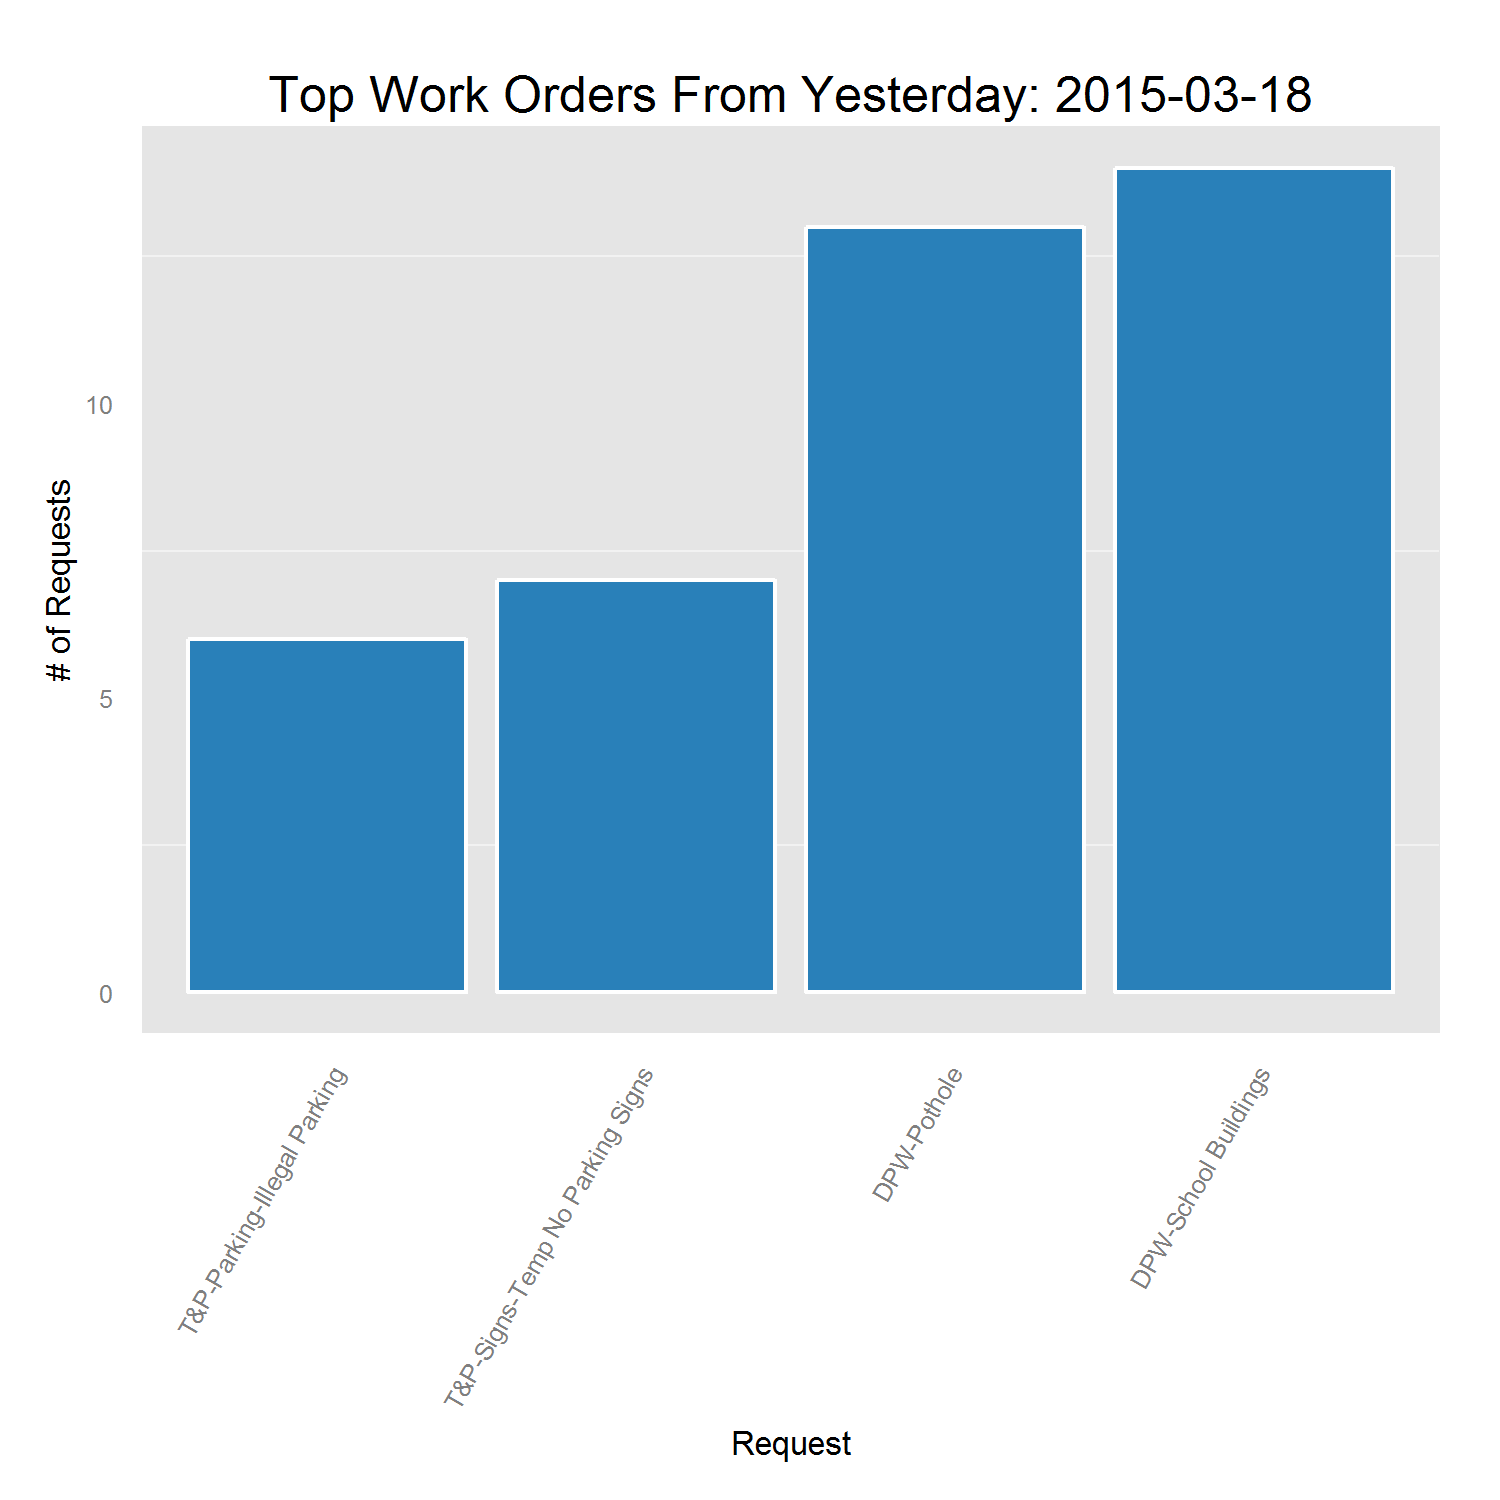 Top Work Orders From Yesterday: 2015-03-18
# of Requests
10
5
0
T&P-Parking-Illegal Parking
T&P-Signs-Temp No Parking Signs
DPW-Pothole
DPW-School Buildings
Request